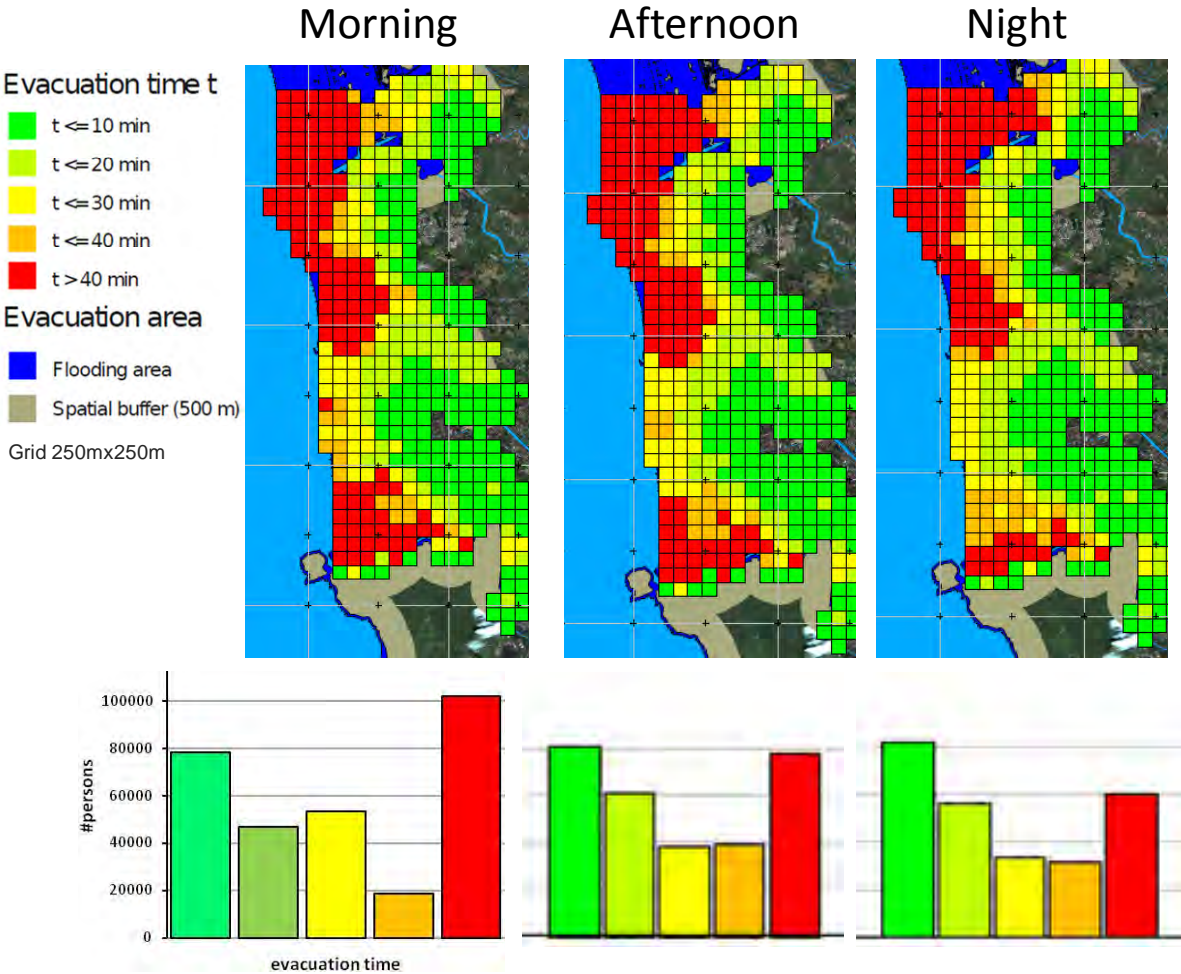 Morning
Afternoon
Night
Evacuation time t
t <= 10 min
t <= 20 min
t <= 30 min
t <= 40 min
t > 40 min
Evacuation area
Flooding area
Spatial buffer (500 m)
Grid 250mx250m
100000
80000
60000
40000
20000
0
#persons
evacuation time